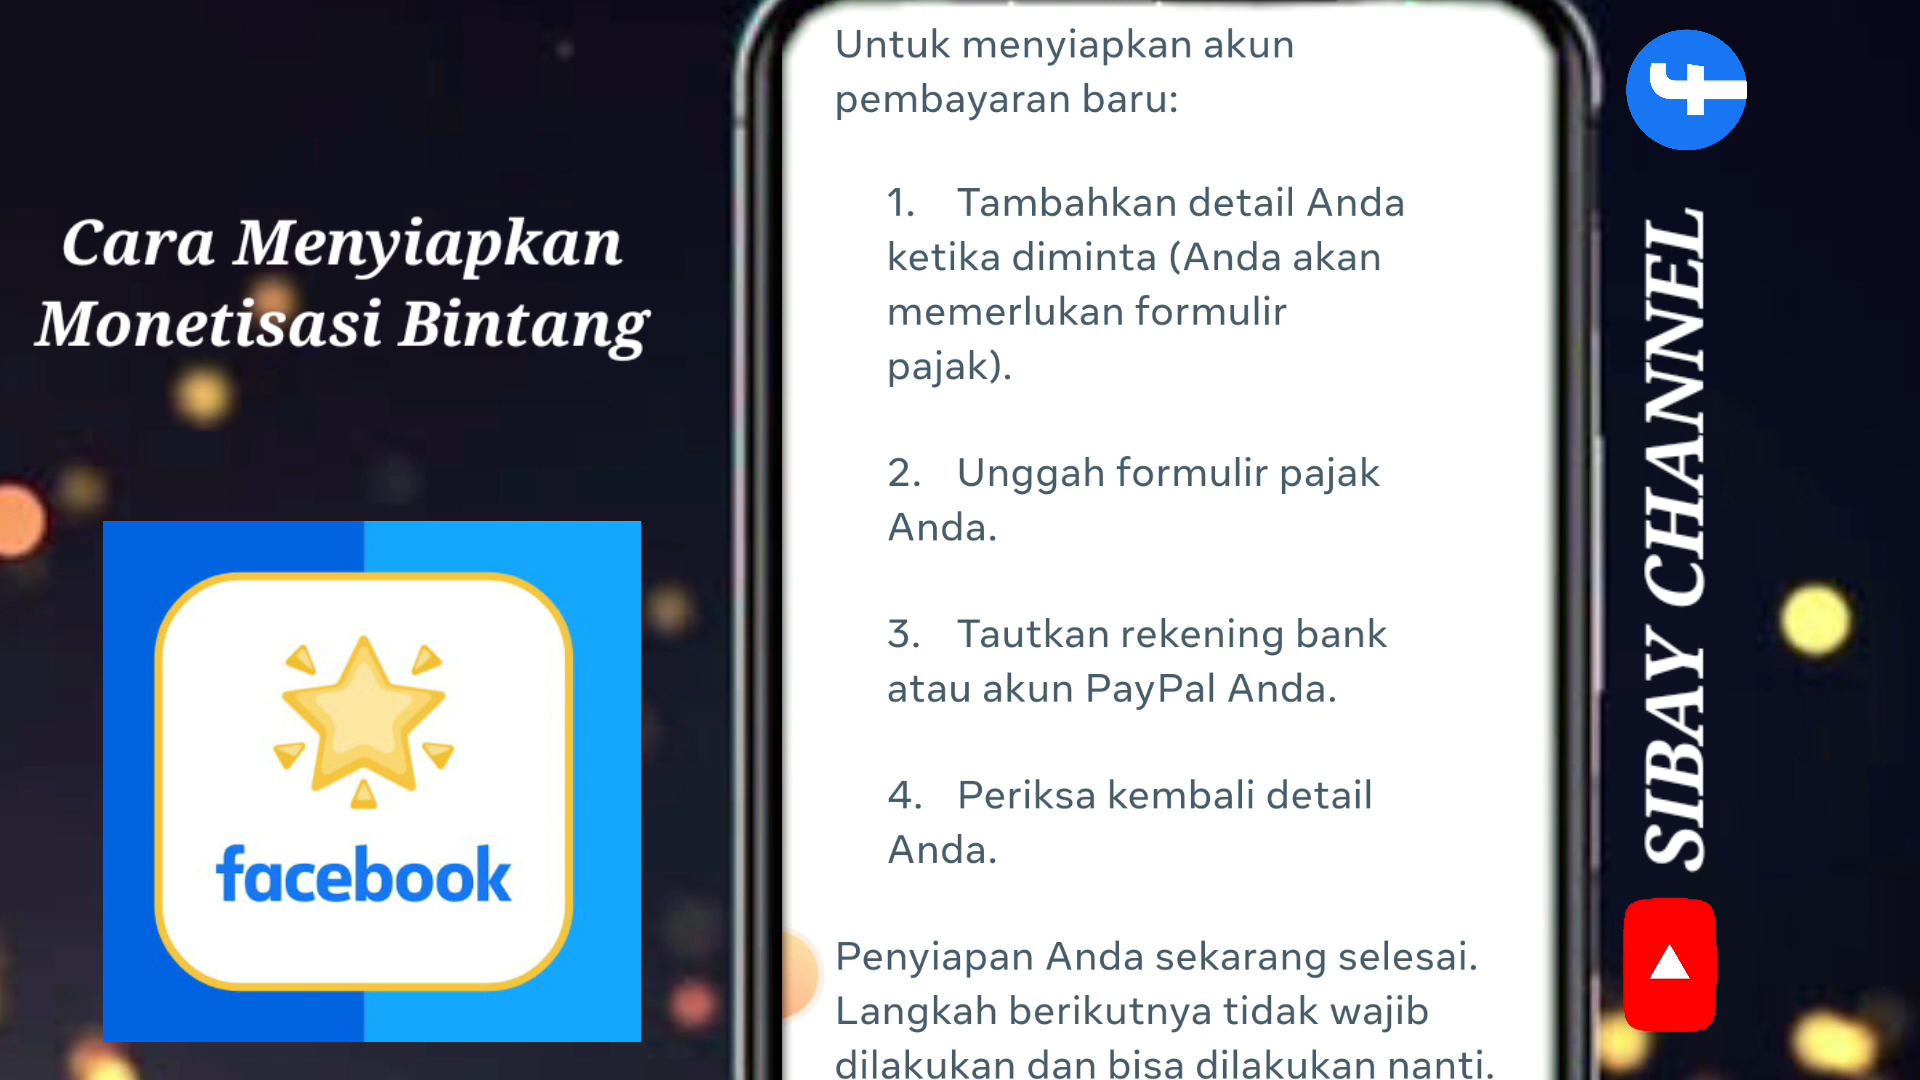 Cara Menyiapkan
Monetisasi Bintang
facebook
Untuk menyiapkan akun
pembayaran baru:
1. Tambahkan detail Anda
ketika diminta (Anda akan
memerlukan formulir
pajak).
2. Unggah formulir pajak
Anda.
3. Tautkan rekening bank
atau akun PayPal Anda.
4. Periksa kembali detail
Anda.
Penyiapan Anda sekarang selesai.
Langkah berikutnya tidak wajib
dilakukan dan bisa dilakukan nanti.
SIBAY CHANNEL